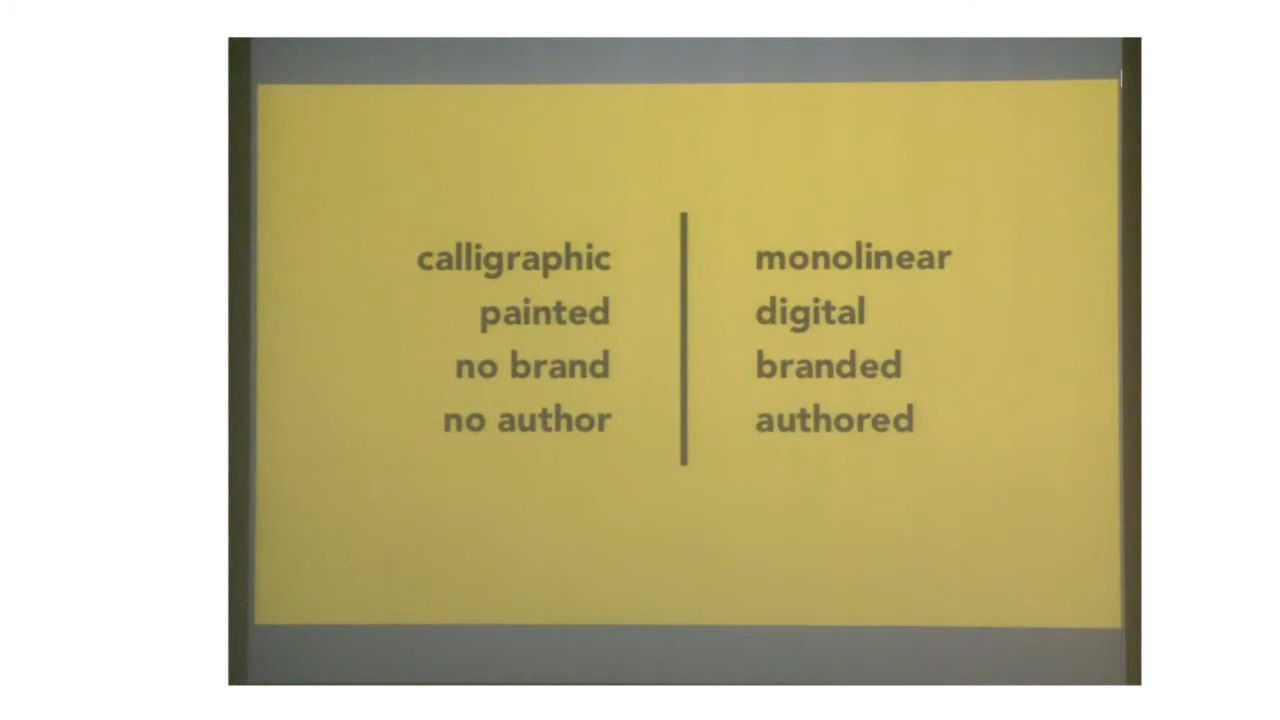 calligraphic
painted
no brand
no author
monolinear
digital
branded
authored